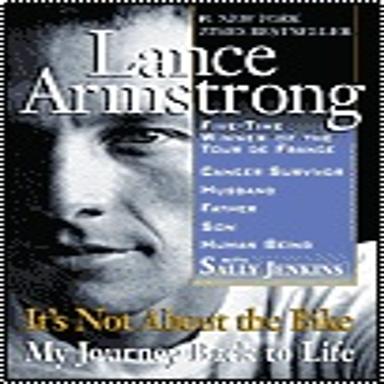 #1 NEW YORK
TIMES BESTSELLER
Lance
Armstrong
FIVE-TIME
WINNER OF THE
TOUR DE FRANCE
CANCER SURVIVOR
HUSBAND
FATHER
SON
HUMAN BEING
WITH
SALLY JENKINS
It's Not About the Bike
My Journey Back to Life